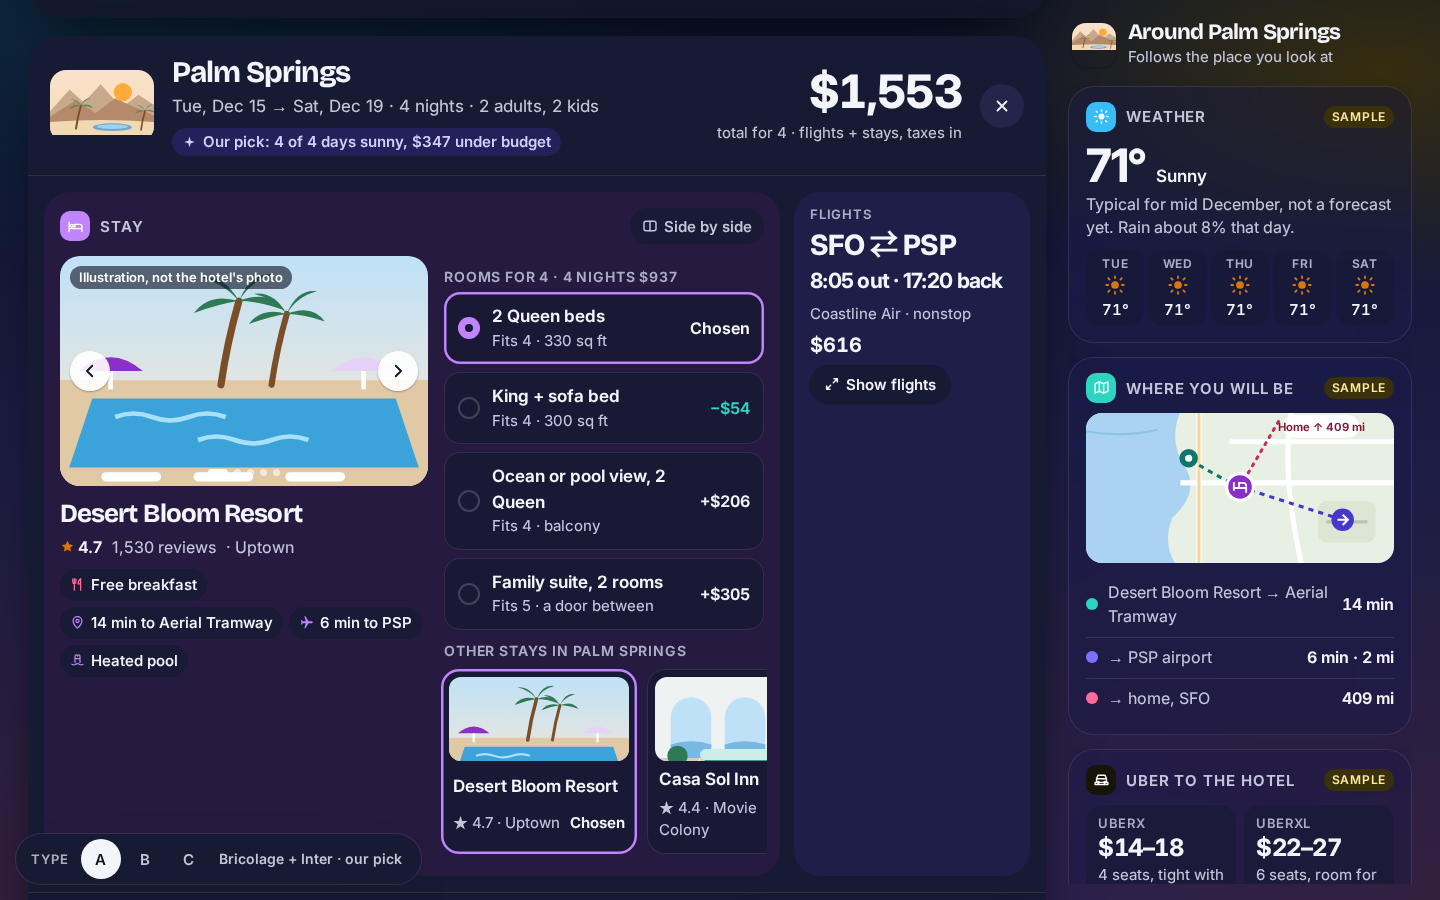 Palm Springs
Tue, Dec 15 → Sat, Dec 19 · 4 nights · 2 adults, 2 kids
Our pick: 4 of 4 days sunny, $347 under budget
$1,553
total for 4 · flights + stays, taxes in
STAY
Side by side
Illustration, not the hotel's photo
Desert Bloom Resort
★ 4.7 1,530 reviews · Uptown
Free breakfast
14 min to Aerial Tramway
6 min to PSP
Heated pool
ROOMS FOR 4 · 4 NIGHTS $937
2 Queen beds
Fits 4 · 330 sq ft
Chosen
King + sofa bed
Fits 4 · 300 sq ft
−$54
Ocean or pool view, 2
Queen
Fits 4 · balcony
+$206
Family suite, 2 rooms
Fits 5 · a door between
+$305
OTHER STAYS IN PALM SPRINGS
Desert Bloom Resort
★ 4.7 · Uptown Chosen
Casa Sol Inn
★ 4.4 · Movie
Colony
FLIGHTS
SFO ⇄ PSP
8:05 out · 17:20 back
Coastline Air · nonstop
$616
Show flights
TYPE A B C Bricolage + Inter · our pick
Around Palm Springs
Follows the place you look at
WEATHER
SAMPLE
71° Sunny
Typical for mid December, not a forecast
yet. Rain about 8% that day.
TUE WED THU FRI SAT
71° 71° 71° 71° 71°
WHERE YOU WILL BE
SAMPLE
Home ↑ 409 mi
Desert Bloom Resort → Aerial
Tramway
14 min
→ PSP airport 6 min · 2 mi
→ home, SFO 409 mi
UBER TO THE HOTEL
SAMPLE
UBERX
$14–18
4 seats, tight with
UBERXL
$22–27
6 seats, room for